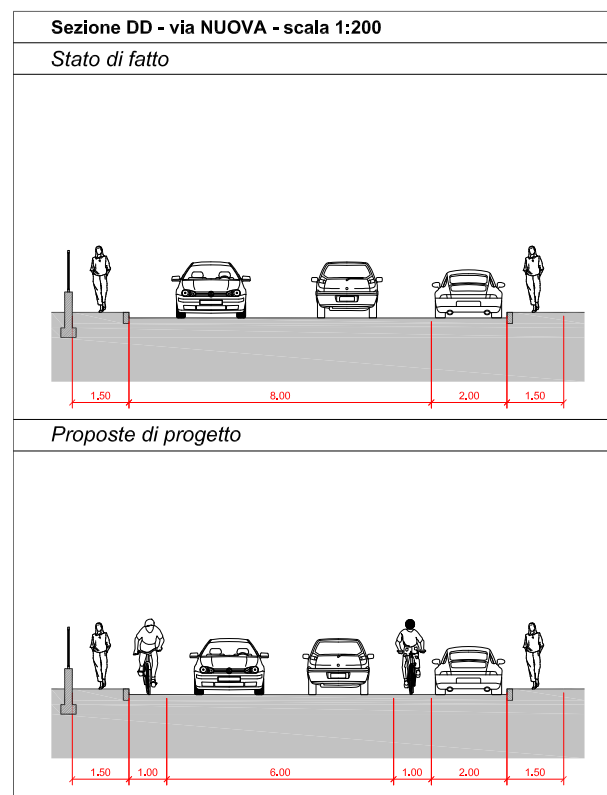 Sezione DD - via NUOVA - scala 1:200
Stato di fatto
1.50 8.00 2.00 1.50
Proposte di progetto
1.50 1.00 6.00 1.00 2.00 1.50